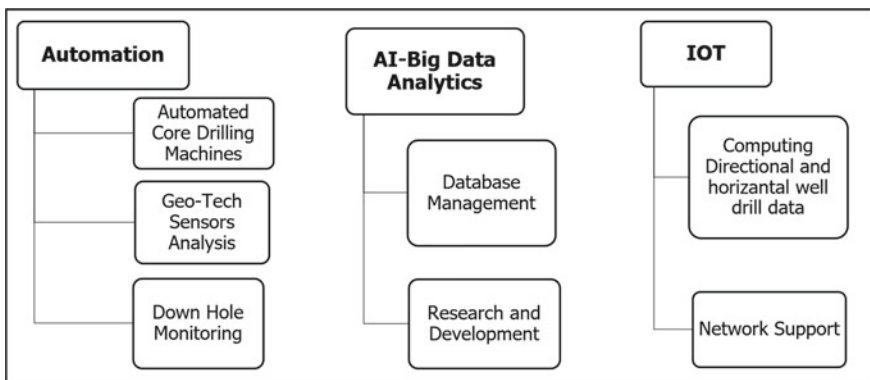 Automation
Automated
Core Drilling
Machines
Geo-Tech
Sensors
Analysis
Down Hole
Monitoring
AI-Big Data
Analytics
Database
Management
Research and
Development
IOT
Computing
Directional and
horizantal well
drill data
Network Support